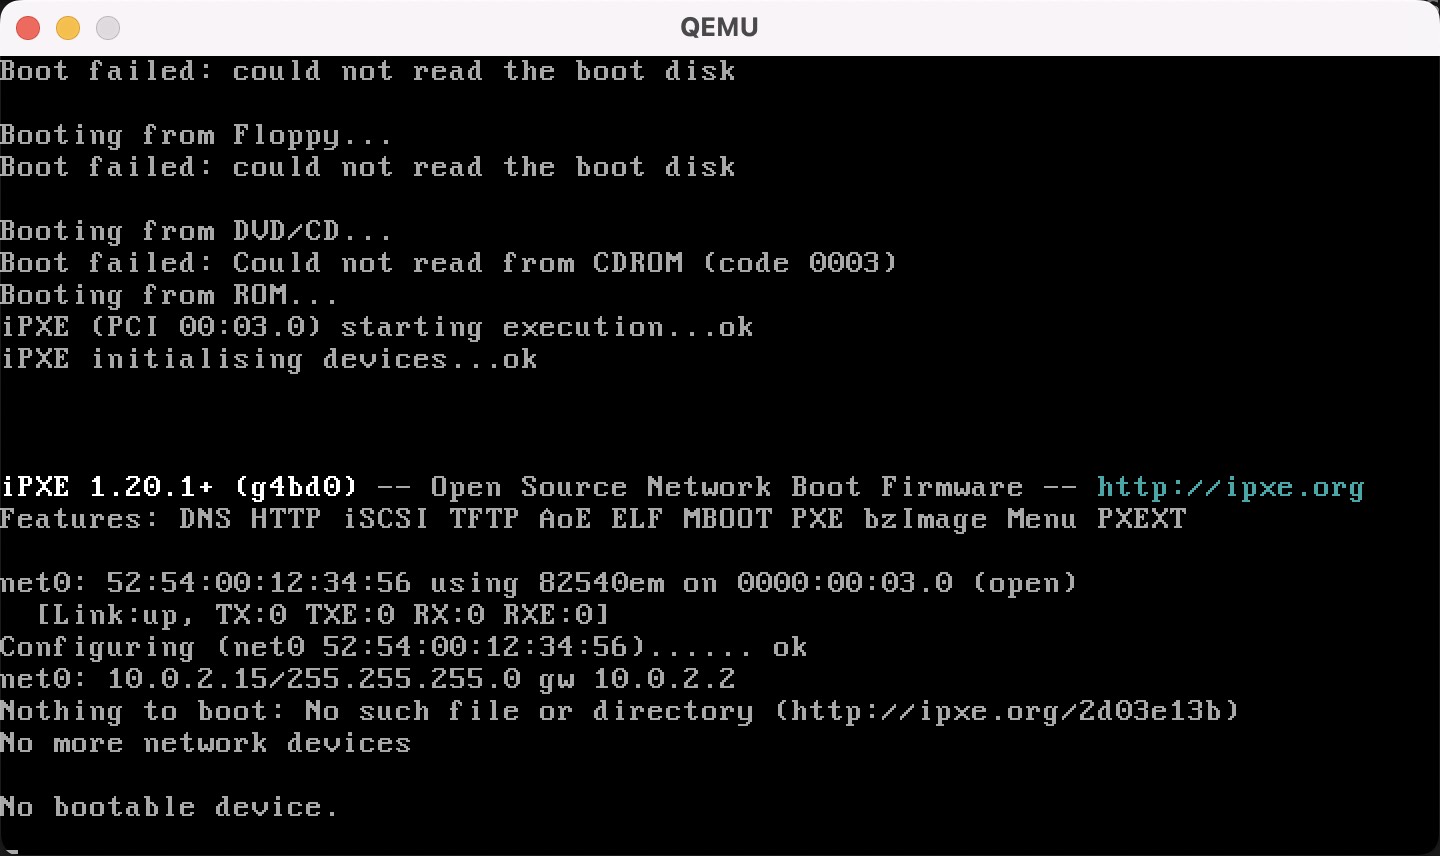 QEMU
Boot failed: could not read the boot disk
Booting from Floppy...
Boot failed: could not read the boot disk
Booting from DVD/CD...
Boot failed: Could not read from CDROM (code 0003)
Booting from ROM...
iPXE (PCI 00:03.0) starting execution...ok
iPXE initialising devices...ok
iPXE 1.20.1+ (g4bd0) -- Open Source Network Boot Firmware -- http://ipxe.org
Features: DNS HTTP iSCSI TFTP AoE ELF MBOOT PXE bzImage Menu PXEXT
net0: 52:54:00:12:34:56 using 82540em on 0000:00:03.0 (open)
[Link:up, TX:0 TXE:0 RX:0 RXE:0]
Configuring (net0 52:54:00:12:34:56)...... ok
net0: 10.0.2.15/255.255.255.0 gw 10.0.2.2
Nothing to boot: No such file or directory (http://ipxe.org/2d03e13b)
No more network devices
No bootable device.